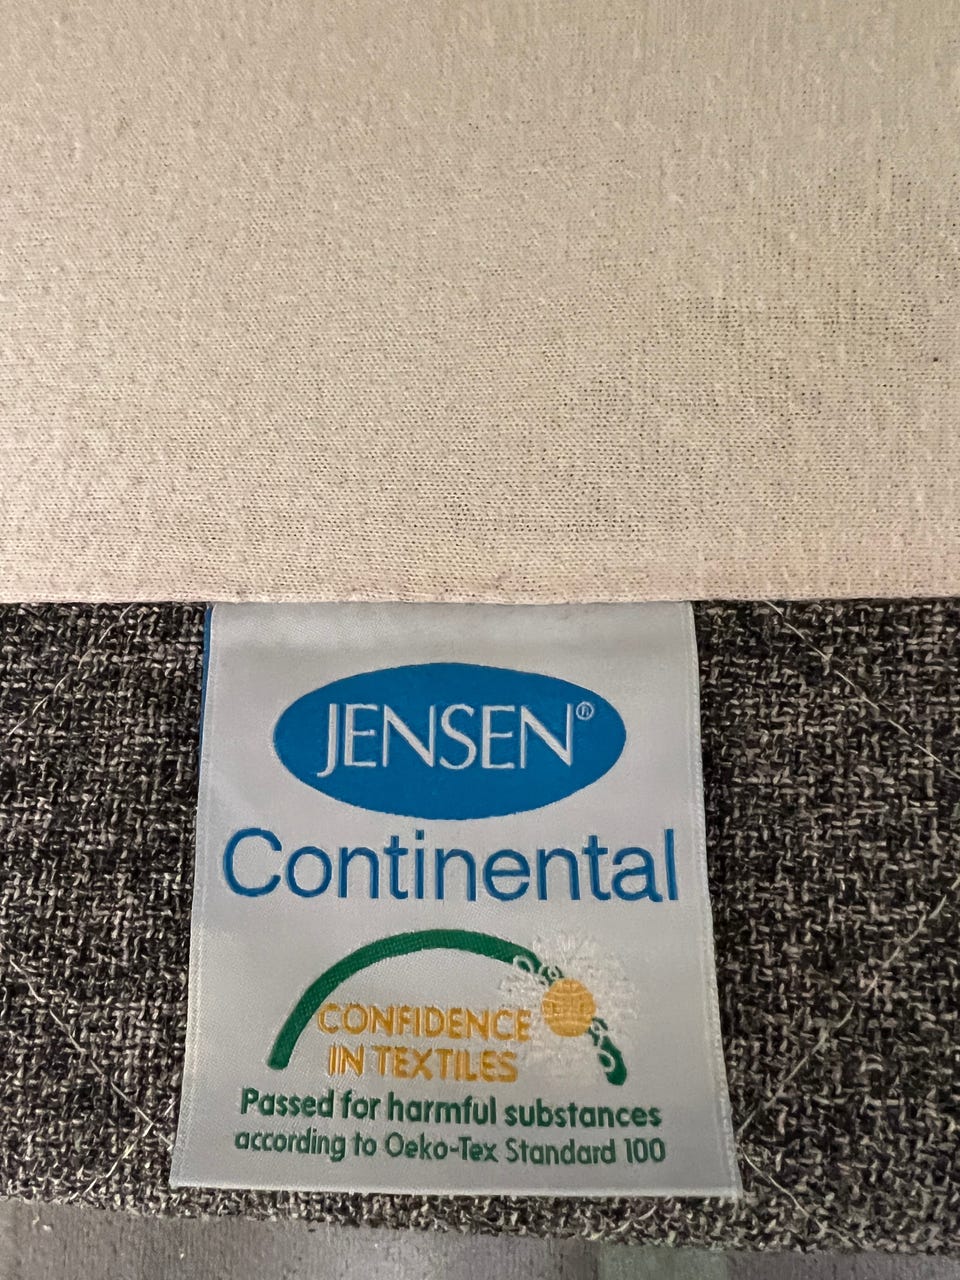 JENSEN®
Continental
CONFIDENCE
IN TEXTILES
Passed for harmful substances
according to Oeko-Tex Standard 100